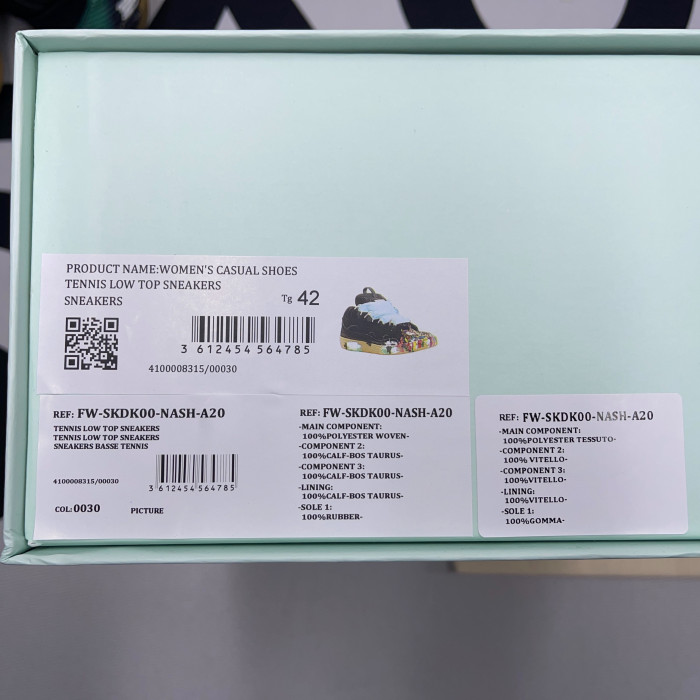 PRODUCT NAME:WOMEN'S CASUAL SHOES
TENNIS LOW TOP SNEAKERS
SNEAKERS
Tg 42
3 612454 564785
4100008315/00030
REF: FW-SKDK00-NASH-A20
TENNIS LOW TOP SNEAKERS
TENNIS LOW TOP SNEAKERS
SNEAKERS BASSE TENNIS
4100008315/00030
3 612454 564785
COL: 0030
PICTURE
REF: FW-SKDK00-NASH-A20
-MAIN COMPONENT:
100%POLYESTER WOVEN-
-COMPONENT 2:
100%CALF-BOS TAURUS-
-COMPONENT 3:
100%CALF-BOS TAURUS-
-LINING:
100%CALF-BOS TAURUS-
-SOLE 1:
100%RUBBER-
REF: FW-SKDK00-NASH-A20
-MAIN COMPONENT:
100%POLYESTER TESSUTO-
-COMPONENT 2:
100% VITELLO-
-COMPONENT 3:
100% VITELLO-
-LINING:
100%VITELLO-
-SOLE 1:
100%GOMMA-